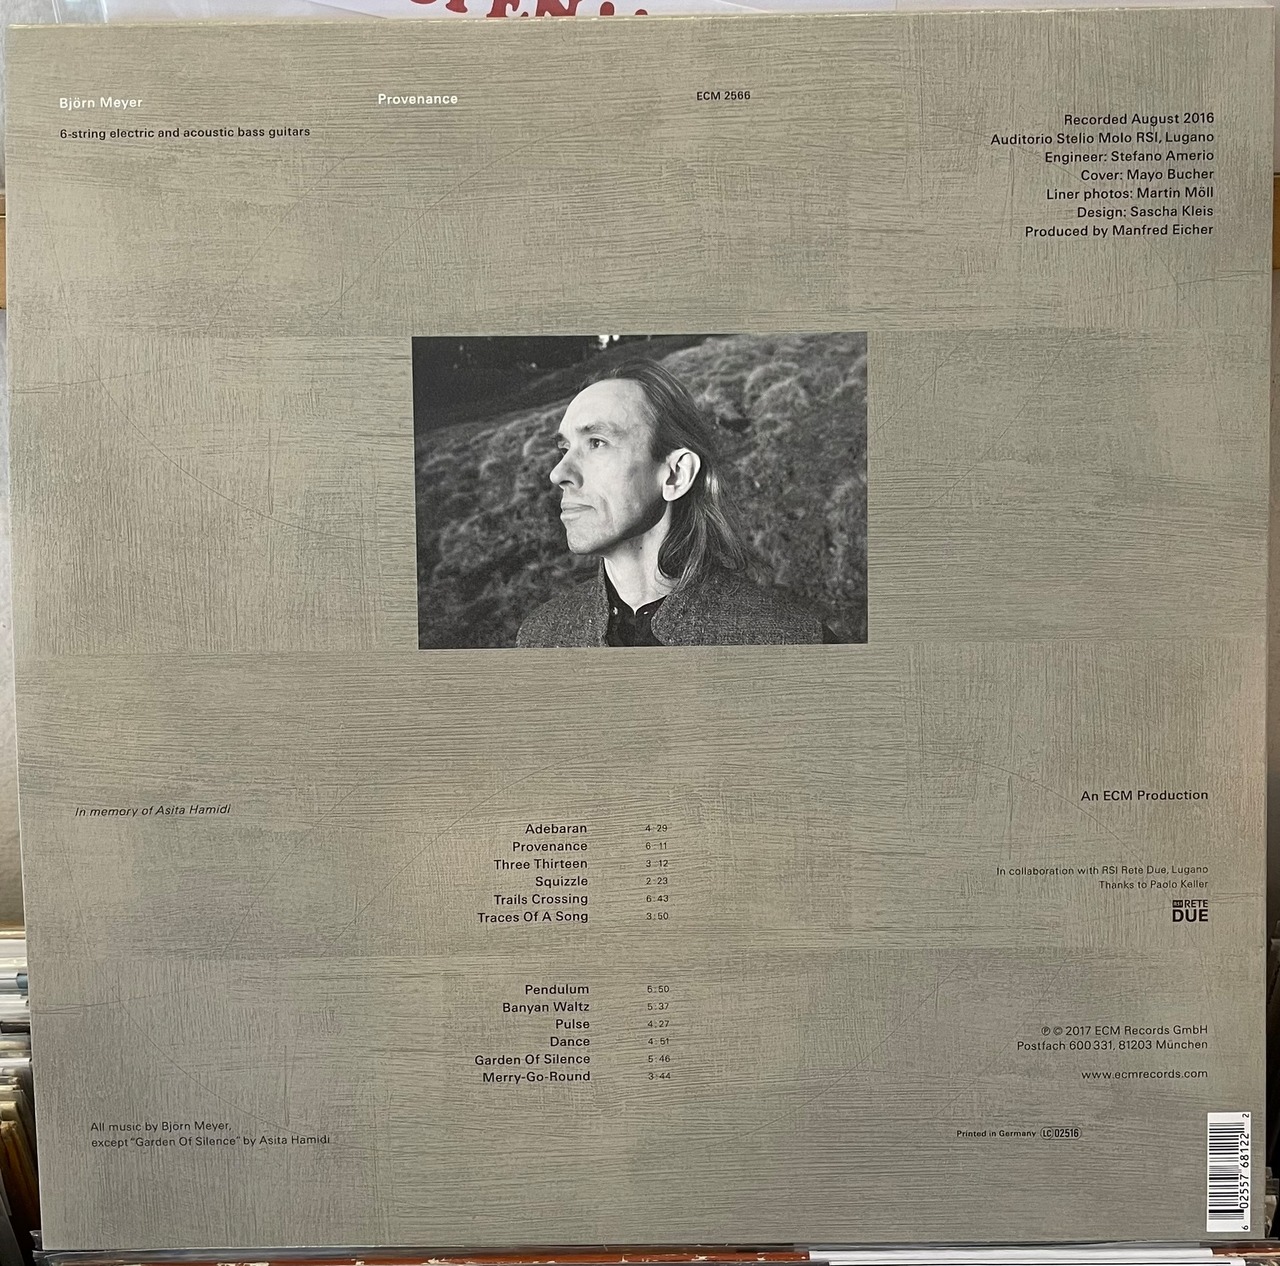 OPEN..
Björn Meyer
Provenance
ECM 2566
6-string electric and acoustic bass guitars
Recorded August 2016
Auditorio Stelio Molo RSI, Lugano
Engineer: Stefano Amerio
Cover: Mayo Bucher
Liner photos: Martin Möll
Design: Sascha Kleis
Produced by Manfred Eicher
In memory of Asita Hamidi
An ECM Production
Adebaran 4:29
Provenance 6:11
Three Thirteen 3:12
Squizzle 2:23
Trails Crossing 6:43
Traces Of A Song 3:50
In collaboration with RSI Rete Due, Lugano
Thanks to Paolo Keller
RSI RETE
DUE
Pendulum 5:50
Banyan Waltz 5:37
Pulse 4:27
Dance 4:51
Garden Of Silence 5:46
Merry-Go-Round 3:44
℗ © 2017 ECM Records GmbH
Postfach 600 331, 81203 München
www.ecmrecords.com
All music by Björn Meyer,
except "Garden Of Silence" by Asita Hamidi
Printed in Germany LC 02516
6 02557 68122 2